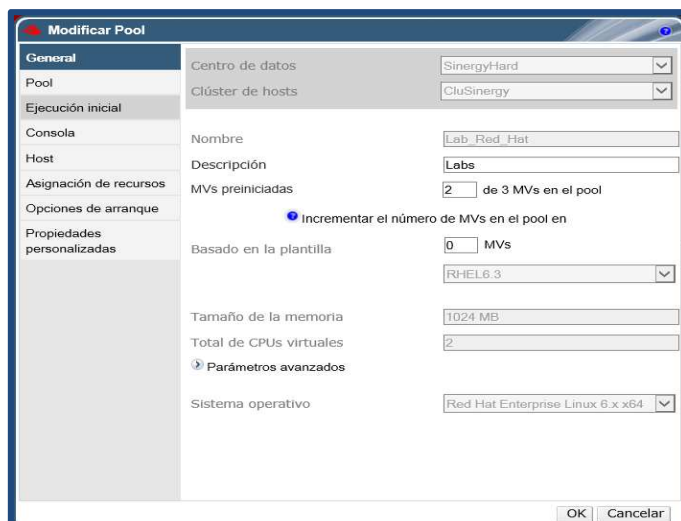 Modificar Pool
General
Pool
Ejecución inicial
Consola
Host
Asignación de recursos
Opciones de arranque
Propiedades
personalizadas
Centro de datos SinergyHard
Clúster de hosts CluSinergy
Nombre Lab_Red_Hat
Descripción Labs
MVs preiniciadas 2 de 3 MVs en el pool
Incrementar el número de MVs en el pool en
Basado en la plantilla 0 MVs
RHEL6.3
Tamaño de la memoria 1024 MB
Total de CPUs virtuales 2
Parámetros avanzados
Sistema operativo Red Hat Enterprise Linux 6.x x64
OK Cancelar